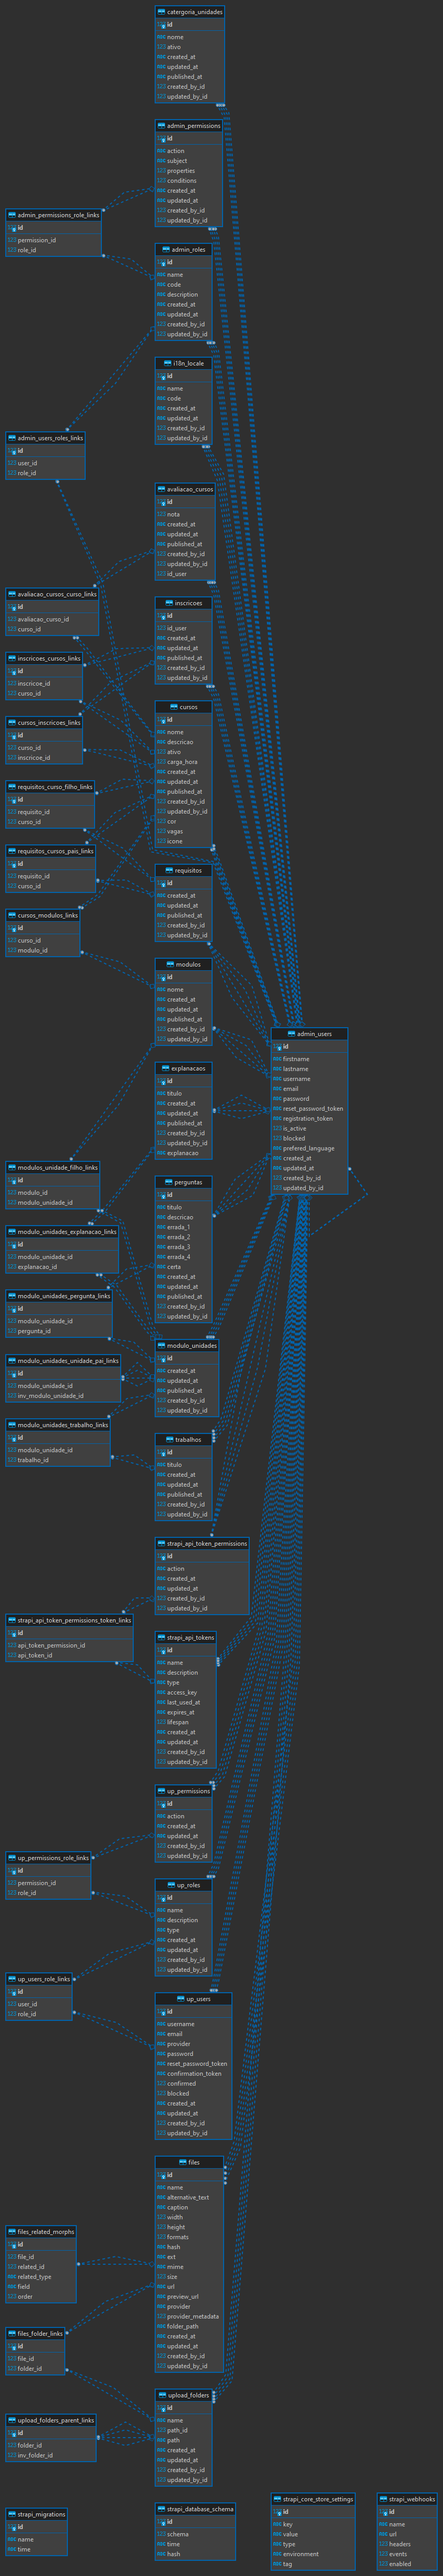 catergoria_unidades
id
nome
ativo
created_at
updated_at
published_at
created_by_id
updated_by_id
admin_permissions
id
action
subject
properties
conditions
created_at
updated_at
created_by_id
updated_by_id
admin_permissions_role_links
id
permission_id
role_id
admin_roles
id
name
code
description
created_at
updated_at
created_by_id
updated_by_id
i18n_locale
id
name
code
created_at
updated_at
created_by_id
updated_by_id
admin_users_roles_links
id
user_id
role_id
avaliacao_cursos
id
nota
created_at
updated_at
published_at
created_by_id
updated_by_id
id_user
avaliacao_cursos_curso_links
id
avaliacao_curso_id
curso_id
inscricoes
id
id_user
created_at
updated_at
published_at
created_by_id
updated_by_id
inscricoes_cursos_links
id
inscricoe_id
curso_id
cursos_inscricoes_links
id
curso_id
inscricoe_id
cursos
id
nome
descricao
ativo
carga_hora
created_at
updated_at
published_at
created_by_id
updated_by_id
cor
vagas
icone
requisitos_curso_filho_links
id
requisito_id
curso_id
requisitos_cursos_pais_links
id
requisito_id
curso_id
requisitos
id
created_at
updated_at
published_at
created_by_id
updated_by_id
cursos_modulos_links
id
curso_id
modulo_id
modulos
id
nome
created_at
updated_at
published_at
created_by_id
updated_by_id
admin_users
id
firstname
lastname
username
email
password
reset_password_token
registration_token
is_active
blocked
prefered_language
created_at
updated_at
created_by_id
updated_by_id
explanacaos
id
titulo
created_at
updated_at
published_at
created_by_id
updated_by_id
explanacao
modulos_unidade_filho_links
id
modulo_id
modulo_unidade_id
perguntas
id
titulo
descricao
errada_1
errada_2
errada_3
errada_4
certa
created_at
updated_at
published_at
created_by_id
updated_by_id
modulo_unidades_explanacao_links
id
modulo_unidade_id
explanacao_id
modulo_unidades_pergunta_links
id
modulo_unidade_id
pergunta_id
modulo_unidades
id
created_at
updated_at
published_at
created_by_id
updated_by_id
modulo_unidades_unidade_pai_links
id
modulo_unidade_id
inv_modulo_unidade_id
modulo_unidades_trabalho_links
id
modulo_unidade_id
trabalho_id
trabalhos
id
titulo
created_at
updated_at
published_at
created_by_id
updated_by_id
strapi_api_token_permissions
id
action
created_at
updated_at
created_by_id
updated_by_id
strapi_api_token_permissions_token_links
id
api_token_permission_id
api_token_id
strapi_api_tokens
id
name
description
type
access_key
last_used_at
expires_at
lifespan
created_at
updated_at
created_by_id
updated_by_id
up_permissions
id
action
created_at
updated_at
created_by_id
updated_by_id
up_permissions_role_links
id
permission_id
role_id
up_roles
id
name
description
type
created_at
updated_at
created_by_id
updated_by_id
up_users_role_links
id
user_id
role_id
up_users
id
username
email
provider
password
reset_password_token
confirmation_token
confirmed
blocked
created_at
updated_at
created_by_id
updated_by_id
files
id
name
alternative_text
caption
width
height
formats
hash
ext
mime
size
url
preview_url
provider
provider_metadata
folder_path
created_at
updated_at
created_by_id
updated_by_id
files_related_morphs
id
file_id
related_id
related_type
field
order
files_folder_links
id
file_id
folder_id
upload_folders
id
name
path_id
path
created_at
updated_at
created_by_id
updated_by_id
upload_folders_parent_links
id
folder_id
inv_folder_id
strapi_migrations
id
name
time
strapi_database_schema
id
schema
time
hash
strapi_core_store_settings
id
key
value
type
environment
tag
strapi_webhooks
id
name
url
headers
events
enabled